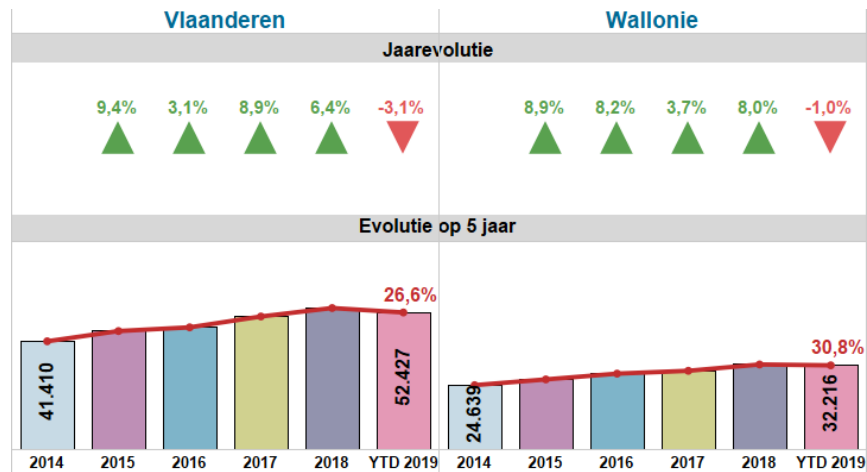 Vlaanderen Wallonie
Jaarevolutie
9,4% 3,1% 8,9% 6,4% -3,1% 8,9% 8,2% 3,7% 8,0% -1,0%
Evolutie op 5 jaar
26,6%
30,8%
41.410 52.427 24.639 32.216
2014 2015 2016 2017 2018 YTD 2019 2014 2015 2016 2017 2018 YTD 2019